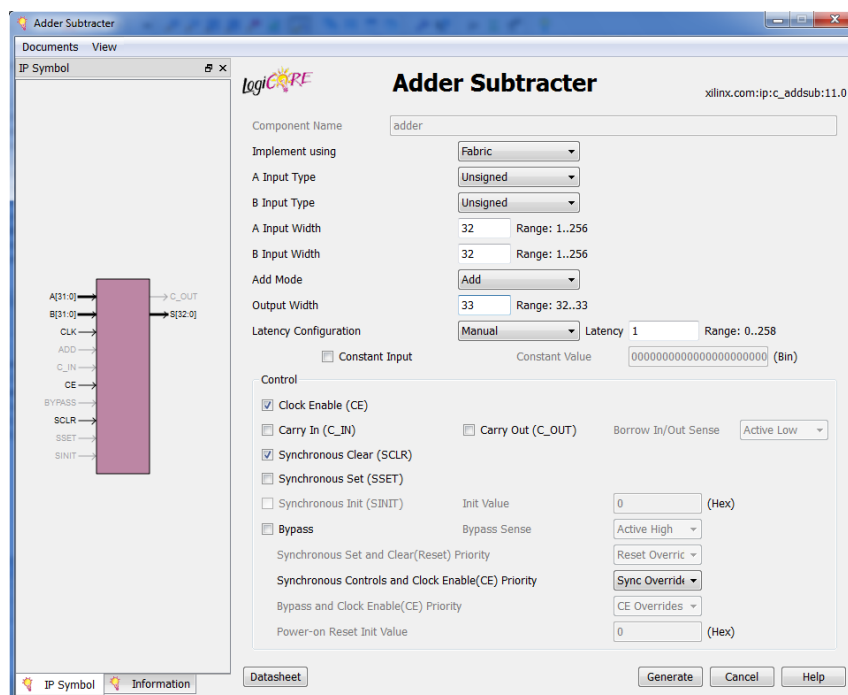 Adder Subtracter
Documents View
IP Symbol
LogiCORE
Adder Subtracter
xilinx.com:ip:c_addsub:11.0
Component Name adder
Implement using Fabric
A Input Type Unsigned
B Input Type Unsigned
A Input Width 32 Range: 1..256
B Input Width 32 Range: 1..256
Add Mode Add
Output Width 33 Range: 32..33
Latency Configuration Manual Latency 1 Range: 0..258
Constant Input Constant Value 0000000000000000000000 (Bin)
Control
Clock Enable (CE)
Carry In (C_IN) Carry Out (C_OUT) Borrow In/Out Sense Active Low
Synchronous Clear (SCLR)
Synchronous Set (SSET)
Synchronous Init (SINIT) Init Value 0 (Hex)
Bypass Bypass Sense Active High
Synchronous Set and Clear(Reset) Priority Reset Overric
Synchronous Controls and Clock Enable(CE) Priority Sync Override
Bypass and Clock Enable(CE) Priority CE Overrides
Power-on Reset Init Value 0 (Hex)
A[31:0] C_OUT
B[31:0] S[32:0]
CLK
ADD
C_IN
CE
BYPASS
SCLR
SSET
SINIT
IP Symbol Information
Datasheet Generate Cancel Help